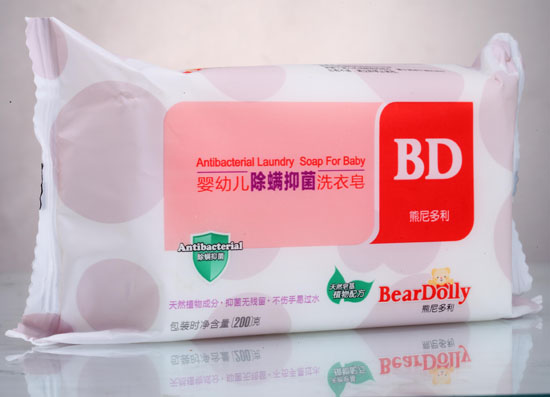 Antibacterial Laundry Soap For Baby
婴幼儿除螨抑菌洗衣皂
BD
熊尼多利
Antibacterial
除螨抑菌
天然皂基
植物配方
BearDolly
熊尼多利
天然植物成分,抑菌无残留,不伤手易过水
包装时净含量(200)克